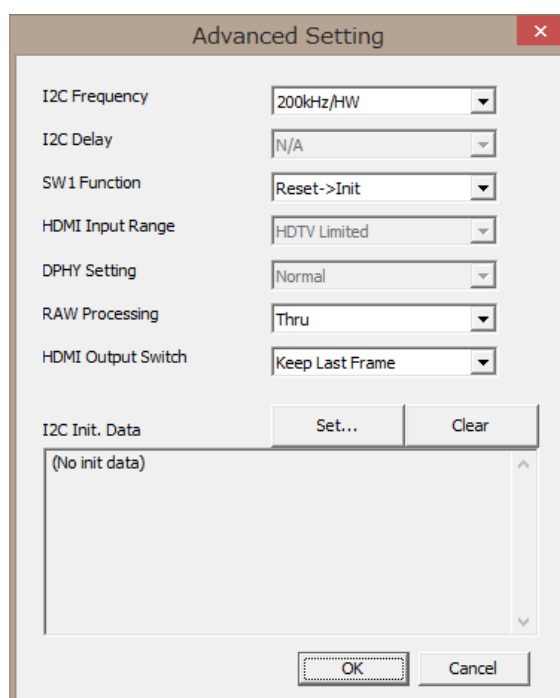 Advanced Setting
I2C Frequency 200kHz/HW
I2C Delay N/A
SW1 Function Reset->Init
HDMI Input Range HDTV Limited
DPHY Setting Normal
RAW Processing Thru
HDMI Output Switch Keep Last Frame
I2C Init. Data Set... Clear
(No init data)
OK Cancel